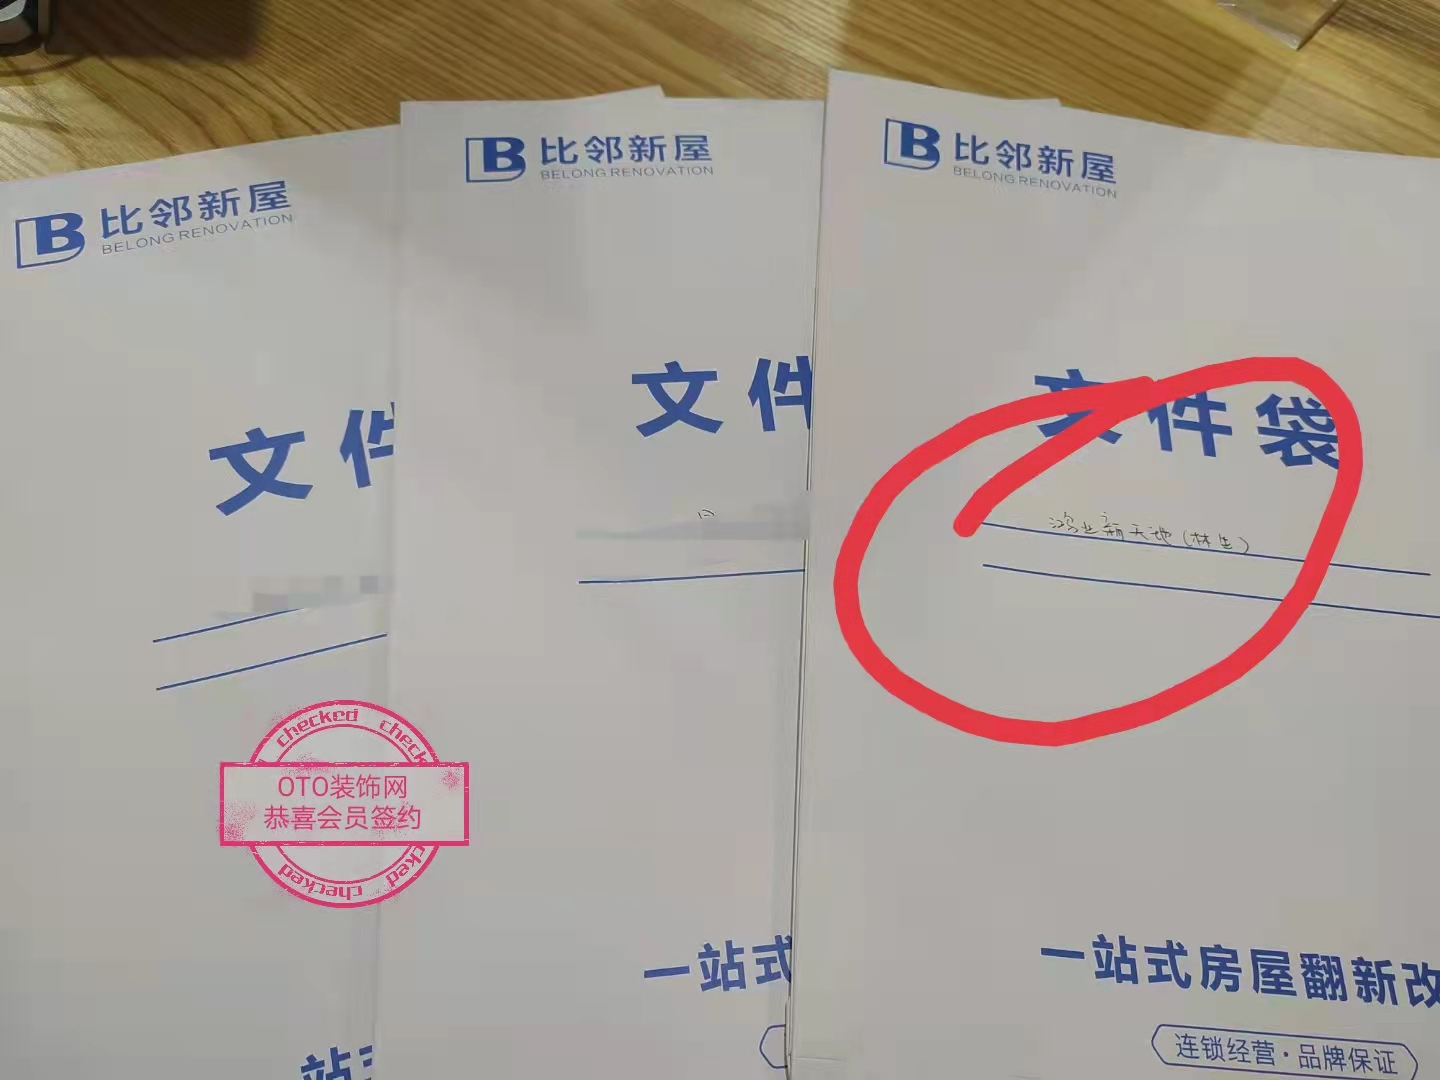 比邻新屋
BELONG RENOVATION
文件
站
比邻新屋
BELONG RENOVATION
文件
一站式
比邻新屋
BELONG RENOVATION
文件袋
鸿业新天地(林生)
一站式房屋翻新改
连锁经营·品牌保证
checked checked
OTO装饰网
恭喜会员签约
checked checked